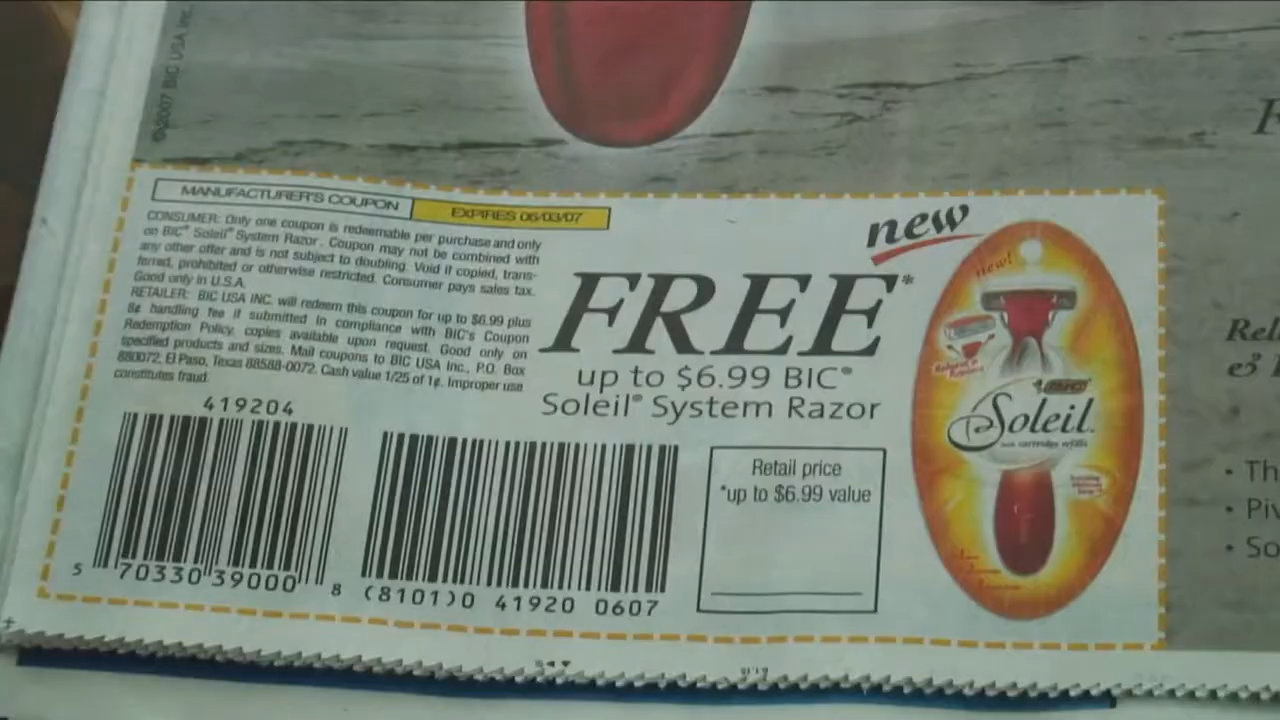 ©2007 BIC USA Inc.
MANUFACTURER'S COUPON
EXPIRES 06/03/07
CONSUMER: Only one coupon is redeemable per purchase and only
on BIC® Soleil® System Razor. Coupon may not be combined with
any other offer and is not subject to doubling. Void if copied, trans-
ferred, prohibited or otherwise restricted. Consumer pays sales tax.
Good only in U.S.A.
RETAILER: BIC USA INC. will redeem this coupon for up to $6.99 plus
8¢ handling fee if submitted in compliance with BIC's Coupon
Redemption Policy, copies available upon request. Good only on
specified products and sizes. Mail coupons to BIC USA Inc., P.O. Box
880072, El Paso, Texas 88588-0072. Cash value 1/25 of 1¢. Improper use
constitutes fraud.
new
FREE*
up to $6.99 BIC®
Soleil® System Razor
419204
5 70330 39000 8
(8101)0 41920 0607
Retail price
*up to $6.99 value
new!
Soleil
Rel
&
• Th
• Piv
• So